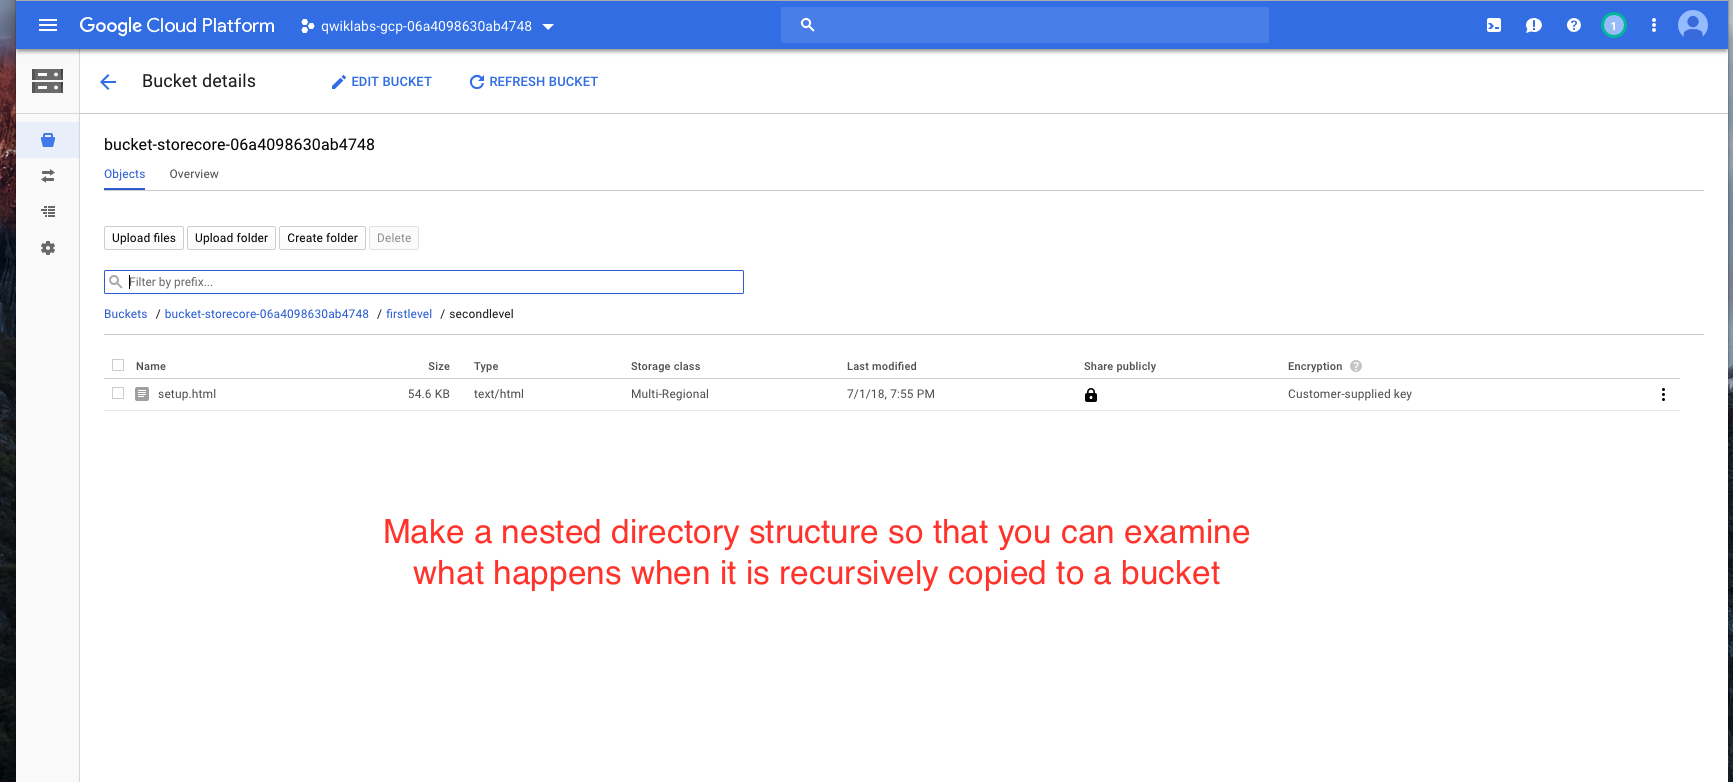 Google Cloud Platform qwiklabs-gcp-06a4098630ab4748 1
Bucket details EDIT BUCKET REFRESH BUCKET
bucket-storecore-06a4098630ab4748
Objects Overview
Upload files Upload folder Create folder Delete
Filter by prefix...
Buckets / bucket-storecore-06a4098630ab4748 / firstlevel / secondlevel
Name Size Type Storage class Last modified Share publicly Encryption ?
setup.html 54.6 KB text/html Multi-Regional 7/1/18, 7:55 PM Customer-supplied key
Make a nested directory structure so that you can examine
what happens when it is recursively copied to a bucket